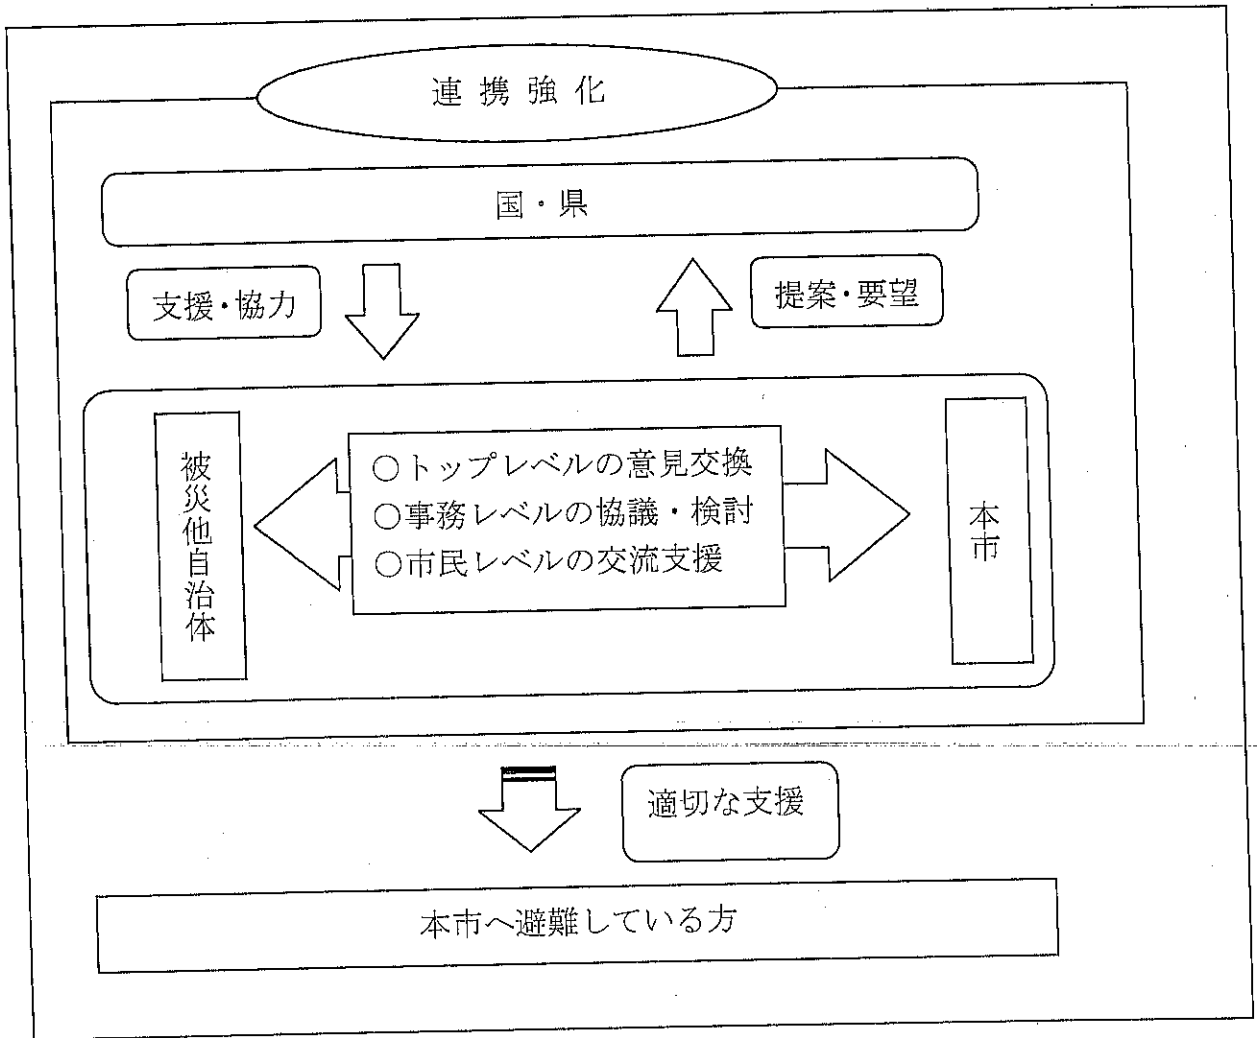 連携強化
国・県
支援・協力
提案・要望
被災他自治体
○トップレベルの意見交換
○事務レベルの協議・検討
○市民レベルの交流支援
本市
適切な支援
本市へ避難している方